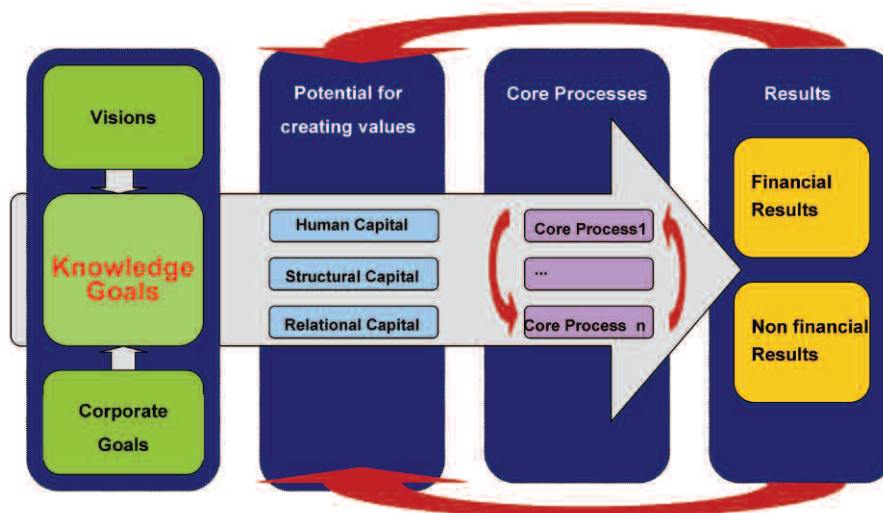 Visions
Knowledge
Goals
Corporate
Goals
Potential for
creating values
Human Capital
Structural Capital
Relational Capital
Core Processes
Core Process1
...
Core Process n
Results
Financial
Results
Non financial
Results